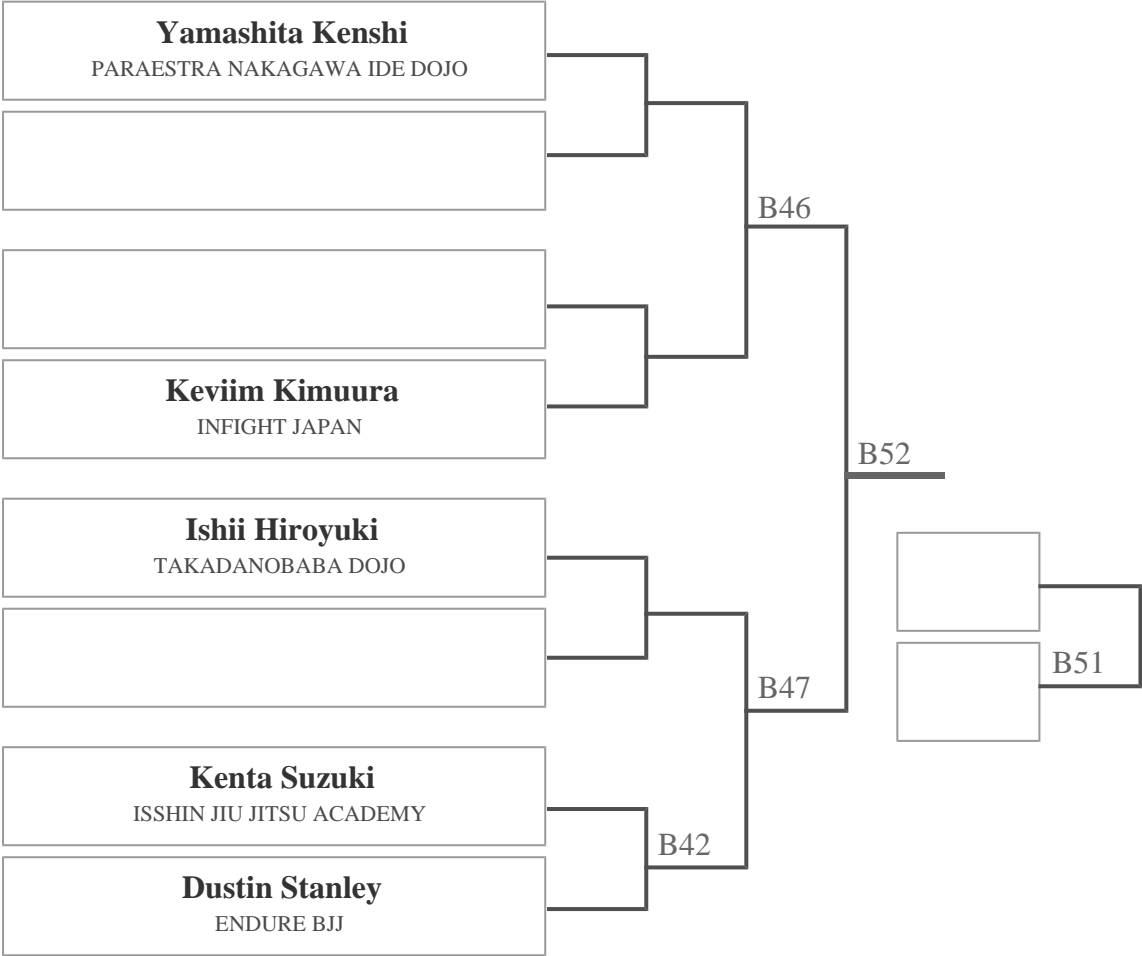 Yamashita Kenshi
PARAESTRA NAKAGAWA IDE DOJO
B46
Keviim Kimuura
INFIGHT JAPAN
B52
Ishii Hiroyuki
TAKADANOBABA DOJO
B51
B47
Kenta Suzuki
ISSHIN JIU JITSU ACADEMY
B42
Dustin Stanley
ENDURE BJJ